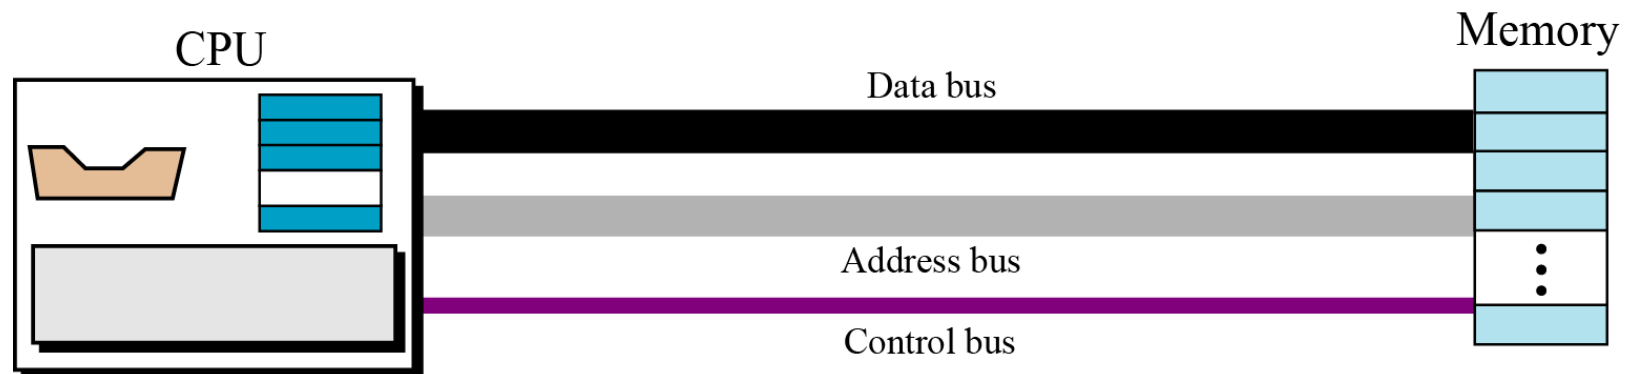 CPU
Memory
Data bus
Address bus
Control bus